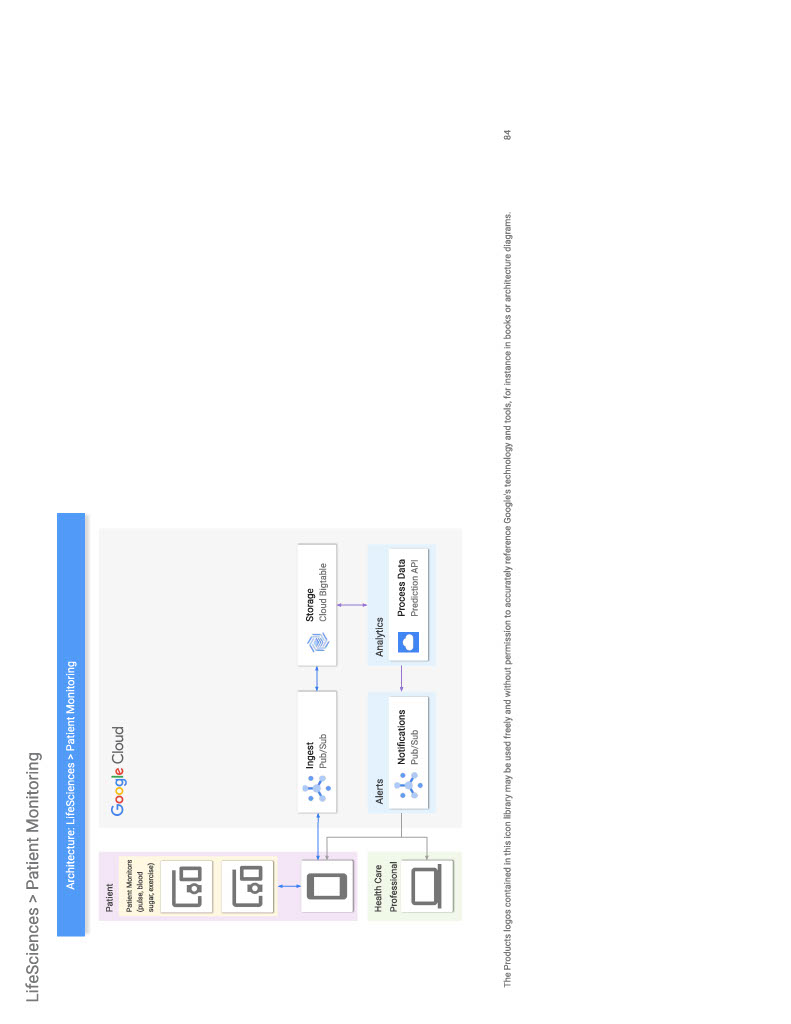 LifeSciences > Patient Monitoring
Architecture: LifeSciences > Patient Monitoring
Google Cloud
Patient
Patient Monitors
(pulse, blood
sugar, exercise)
Ingest
Pub/Sub
Storage
Cloud Bigtable
Health Care
Professional
Alerts
Notifications
Pub/Sub
Analytics
Process Data
Prediction API
The Products logos contained in this icon library may be used freely and without permission to accurately reference Google's technology and tools, for instance in books or architecture diagrams.
84